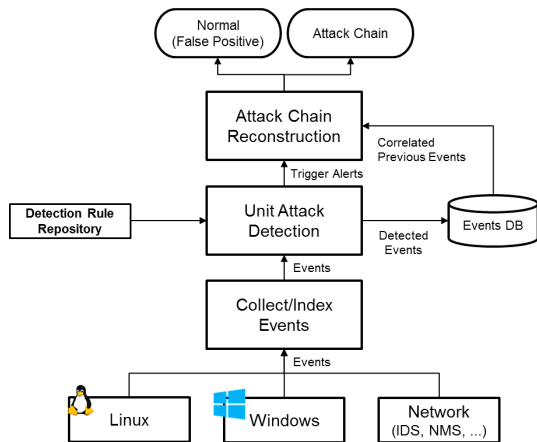 Normal
(False Positive)
Attack Chain
Attack Chain
Reconstruction
Correlated
Previous Events
Trigger Alerts
Detection Rule
Repository
Unit Attack
Detection
Detected
Events
Events DB
Events
Collect/Index
Events
Events
Linux
Windows
Network
(IDS, NMS, ...)